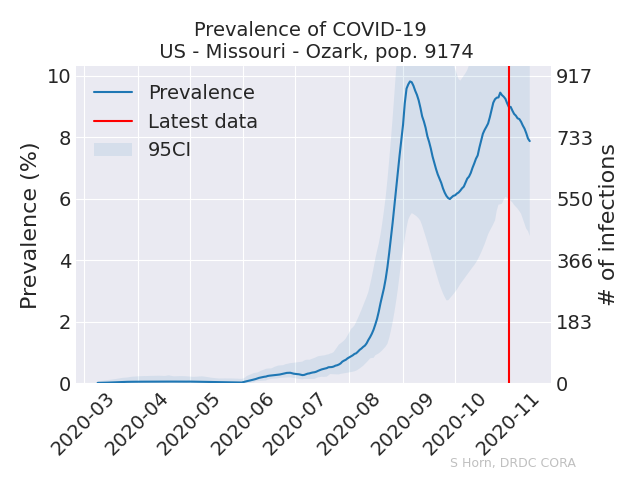 Prevalence of COVID-19
US - Missouri - Ozark, pop. 9174
Prevalence (%)
10
8
6
4
2
0
Prevalence
Latest data
95CI
917
733
550
366
183
0
# of infections
2020-03
2020-04
2020-05
2020-06
2020-07
2020-08
2020-09
2020-10
2020-11
S Horn, DRDC CORA